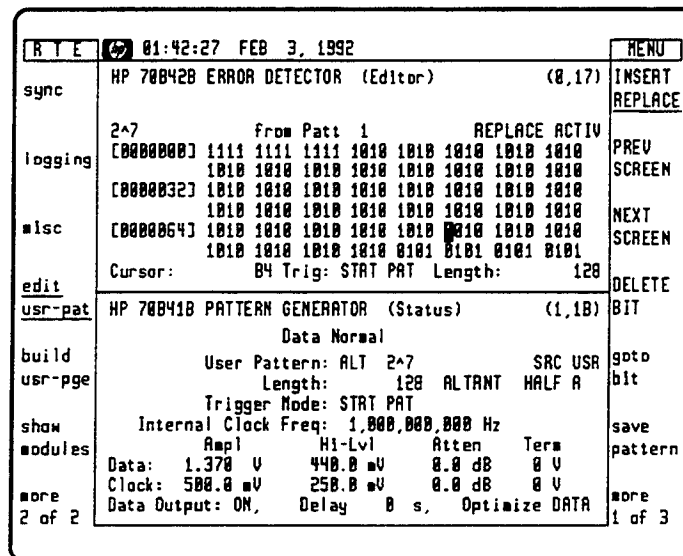 R T E
sync
logging
misc
edit
usr-pat
build
usr-pge
show
modules
more
2 of 2
hp 01:42:27 FEB 3, 1992
HP 70842B ERROR DETECTOR (Editor) (0,17)
2^7 from Patt 1 REPLACE ACTIV
[0000000] 1111 1111 1111 1010 1010 1010 1010 1010
1010 1010 1010 1010 1010 1010 1010 1010
[0000032] 1010 1010 1010 1010 1010 1010 1010 1010
1010 1010 1010 1010 1010 1010 1010 1010
[0000064] 1010 1010 1010 1010 1010 0010 1010 1010
1010 1010 1010 1010 0101 0101 0101 0101
Cursor: 84 Trig: STRT PAT Length: 128
HP 70841B PATTERN GENERATOR (Status) (1,18)
Data Normal
User Pattern: ALT 2^7 SRC USR
Length: 128 ALTRNT HALF A
Trigger Mode: STRT PAT
Internal Clock Freq: 1,000,000,000 Hz
Ampl Hi-Lvl Atten Term
Data: 1.370 V 440.0 mV 0.0 dB 0 V
Clock: 500.0 mV 250.0 mV 0.0 dB 0 V
Data Output: ON, Delay 0 s, Optimize DATA
MENU
INSERT
REPLACE
PREV
SCREEN
NEXT
SCREEN
DELETE
BIT
goto
bit
save
pattern
more
1 of 3